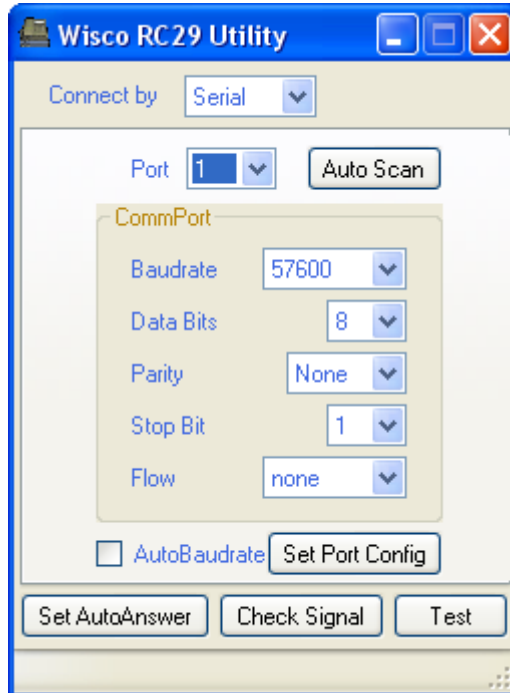 Wisco RC29 Utility
Connect by Serial
Port 1 Auto Scan
CommPort
Baudrate 57600
Data Bits 8
Parity None
Stop Bit 1
Flow none
AutoBaudrate Set Port Config
Set AutoAnswer Check Signal Test